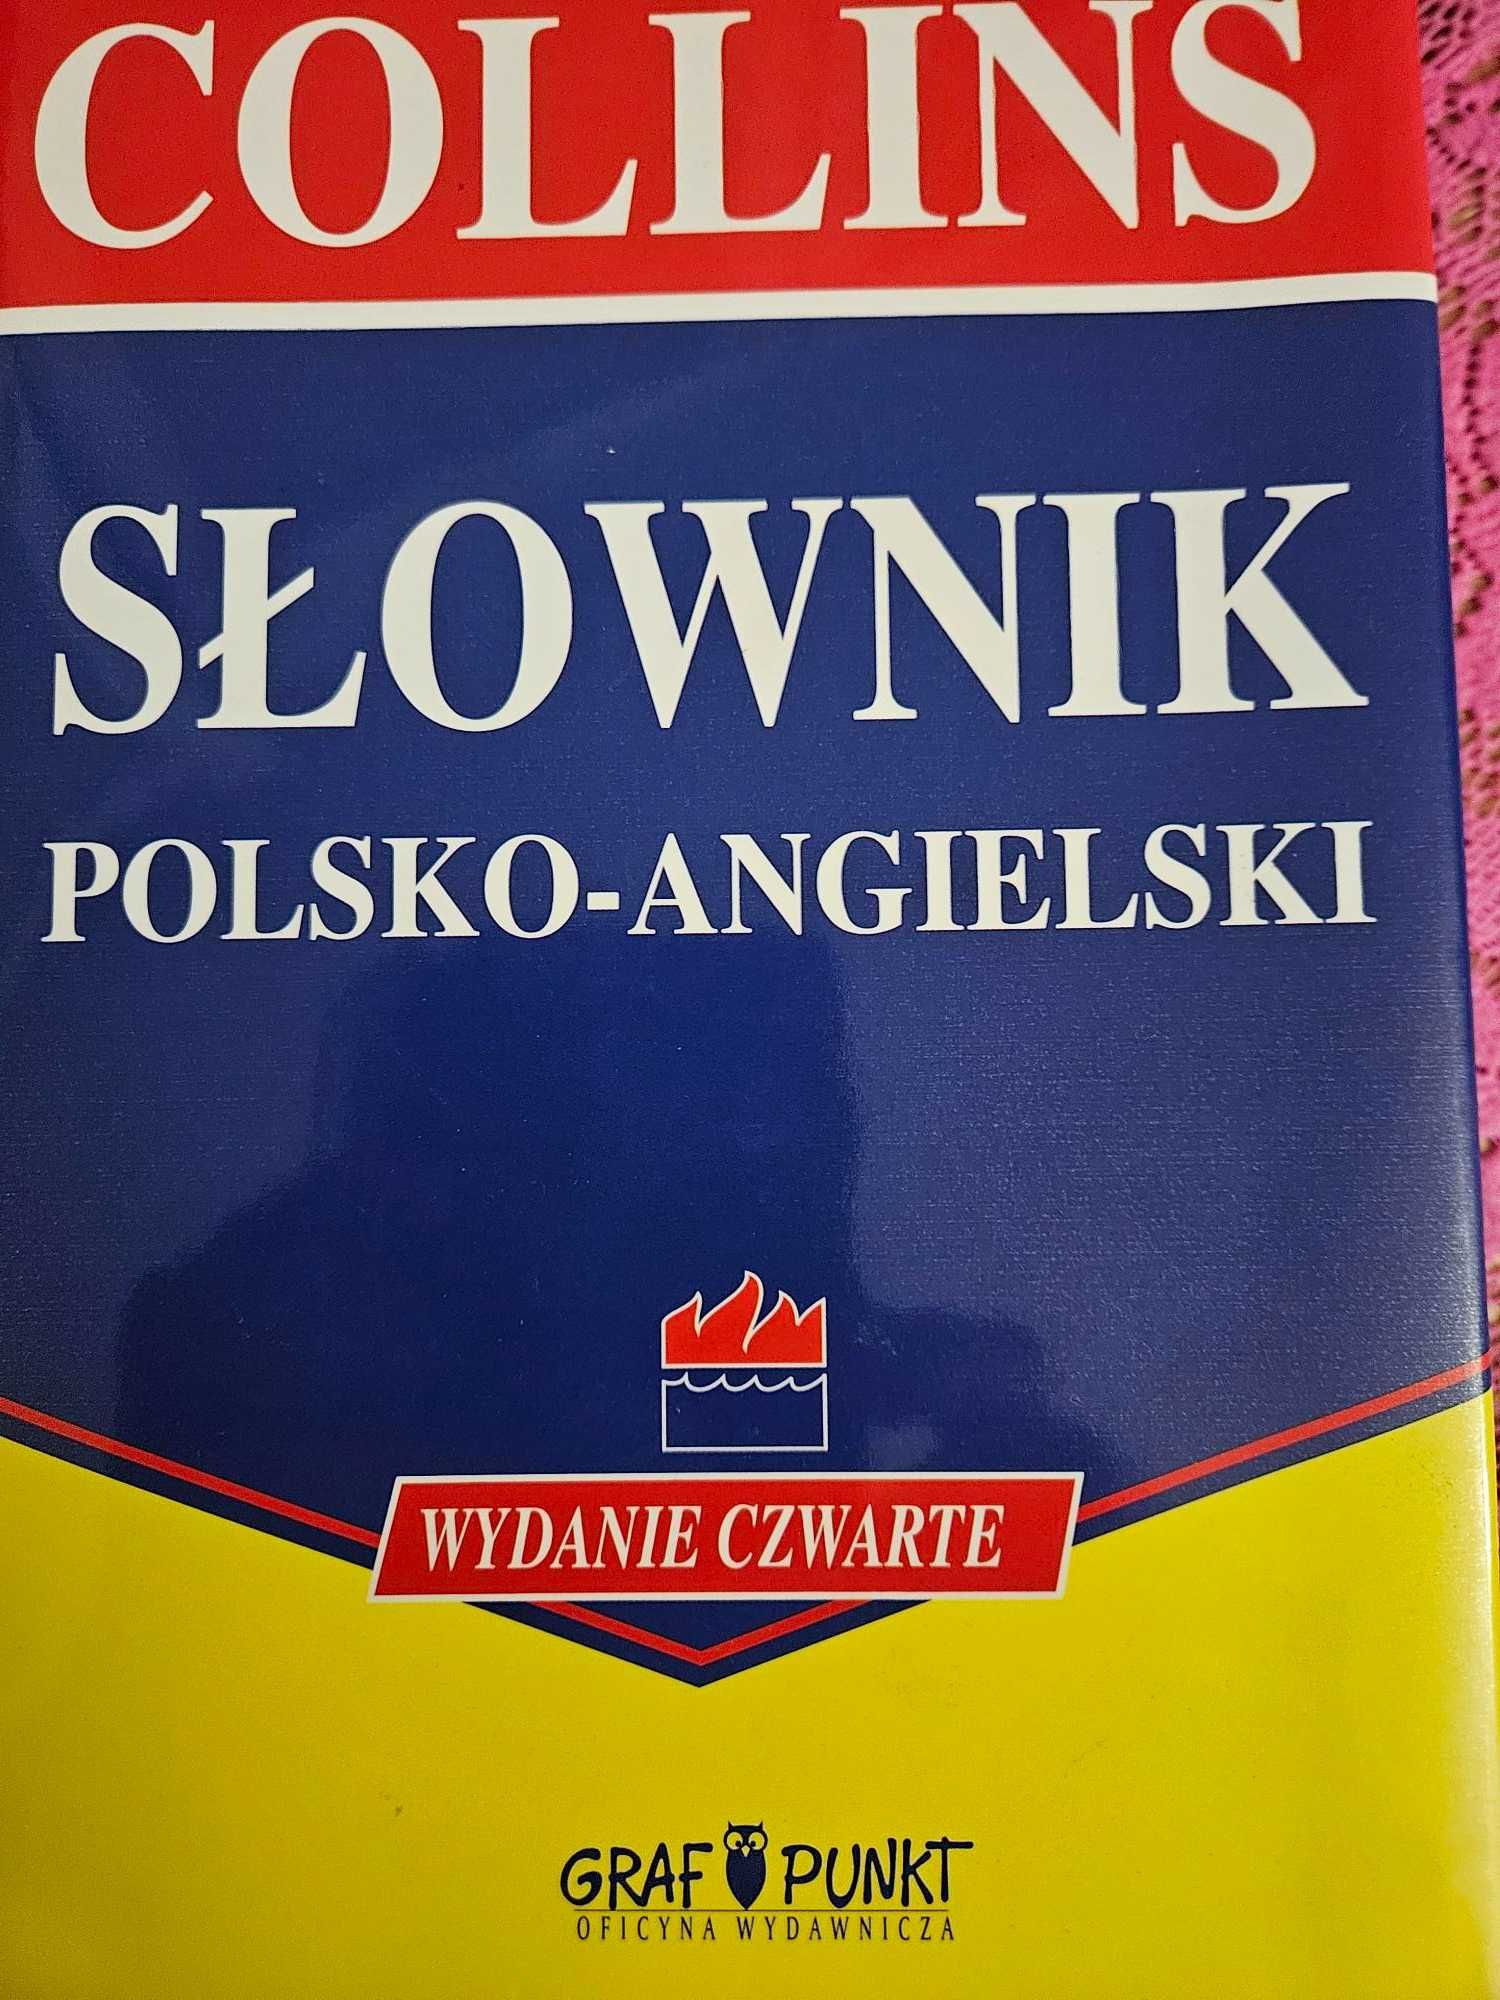 COLLINS
SŁOWNIK
POLSKO-ANGIELSKI
WYDANIE CZWARTE
GRAF PUNKT
OFICYNA WYDAWNICZA